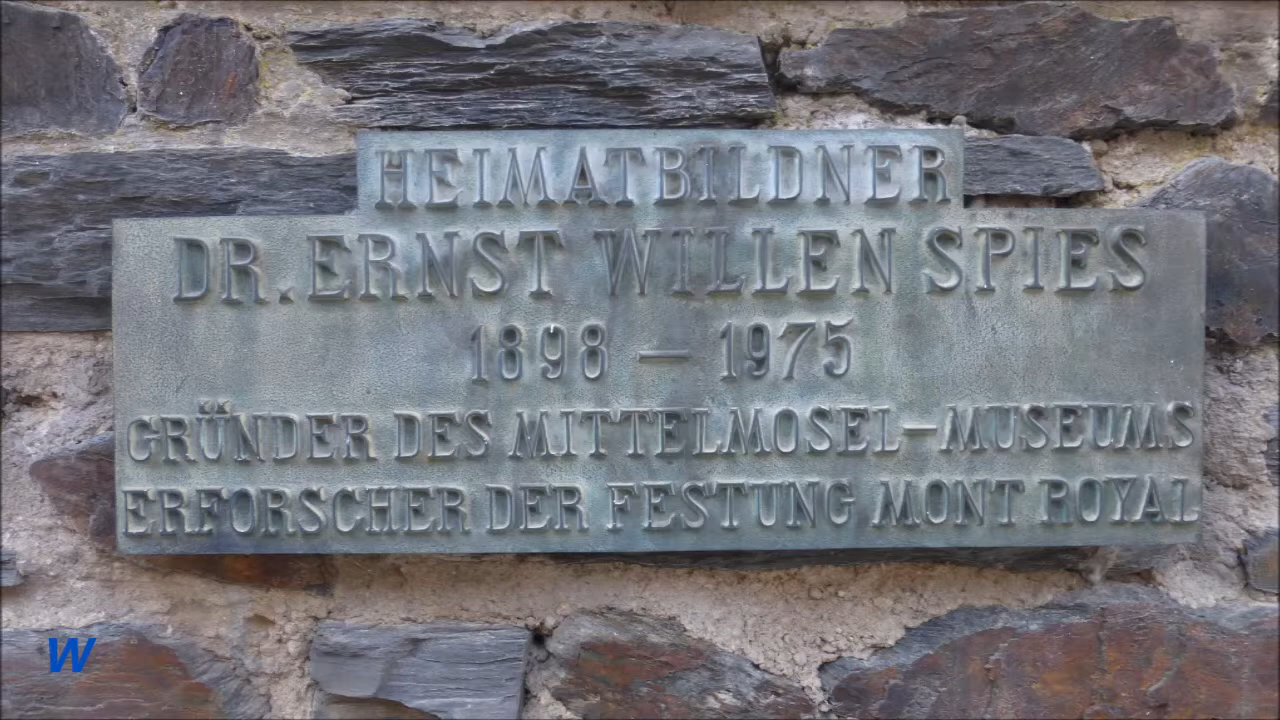 HEIMATBILDNER
DR. ERNST WILLEN SPIES
1898 — 1975
GRÜNDER DES MITTELMOSEL-MUSEUMS
ERFORSCHER DER FESTUNG MONT ROYAL
W